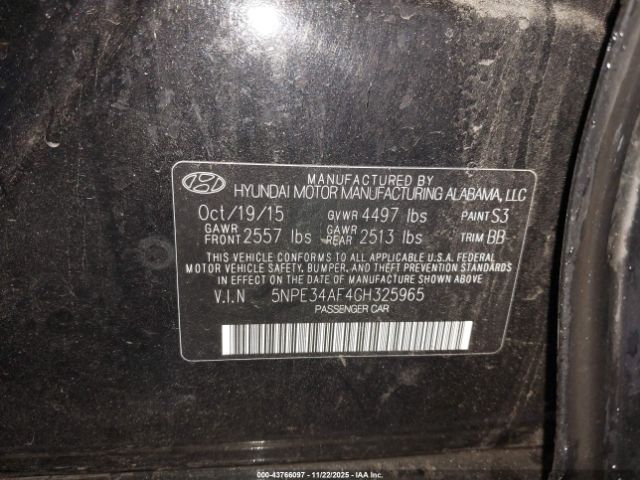 MANUFACTURED BY
HYUNDAI MOTOR MANUFACTURING ALABAMA, LLC
Oct/19/15 GVWR 4497 lbs PAINT S3
GAWR FRONT 2557 lbs GAWR REAR 2513 lbs TRIM BB
THIS VEHICLE CONFORMS TO ALL APPLICABLE U.S.A. FEDERAL
MOTOR VEHICLE SAFETY, BUMPER, AND THEFT PREVENTION STANDARDS
IN EFFECT ON THE DATE OF MANUFACTURE SHOWN ABOVE
V.I.N 5NPE34AF4GH325965
PASSENGER CAR
000-43766097 - 11/22/2025 - COPYRIGHT IAA, LLC.